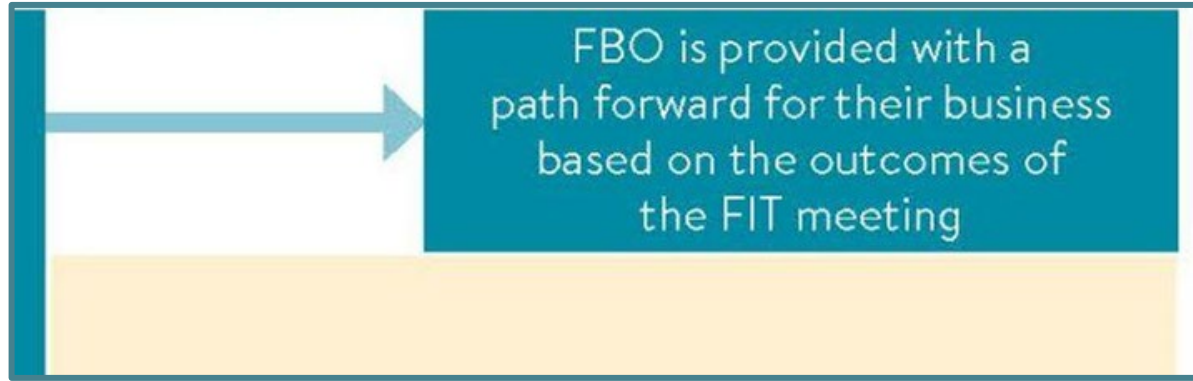 FBO is provided with a
path forward for their business
based on the outcomes of
the FIT meeting